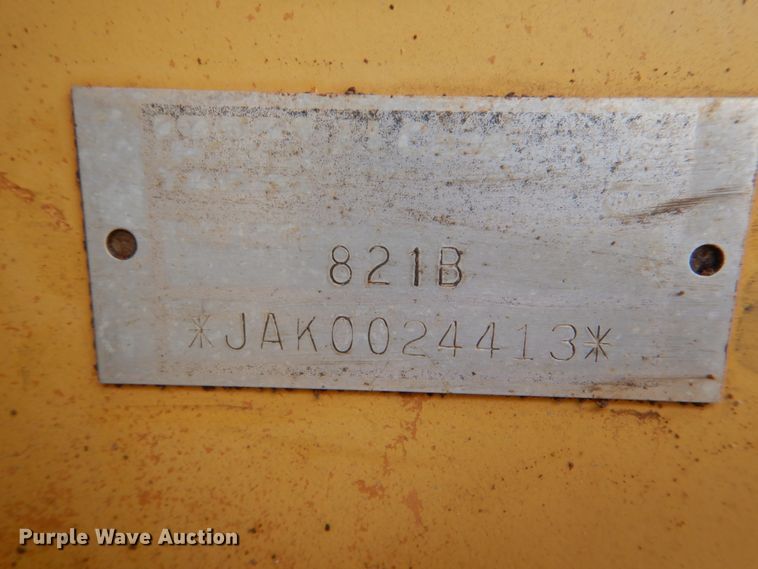 821B
*JAK0024413*
Purple Wave Auction®